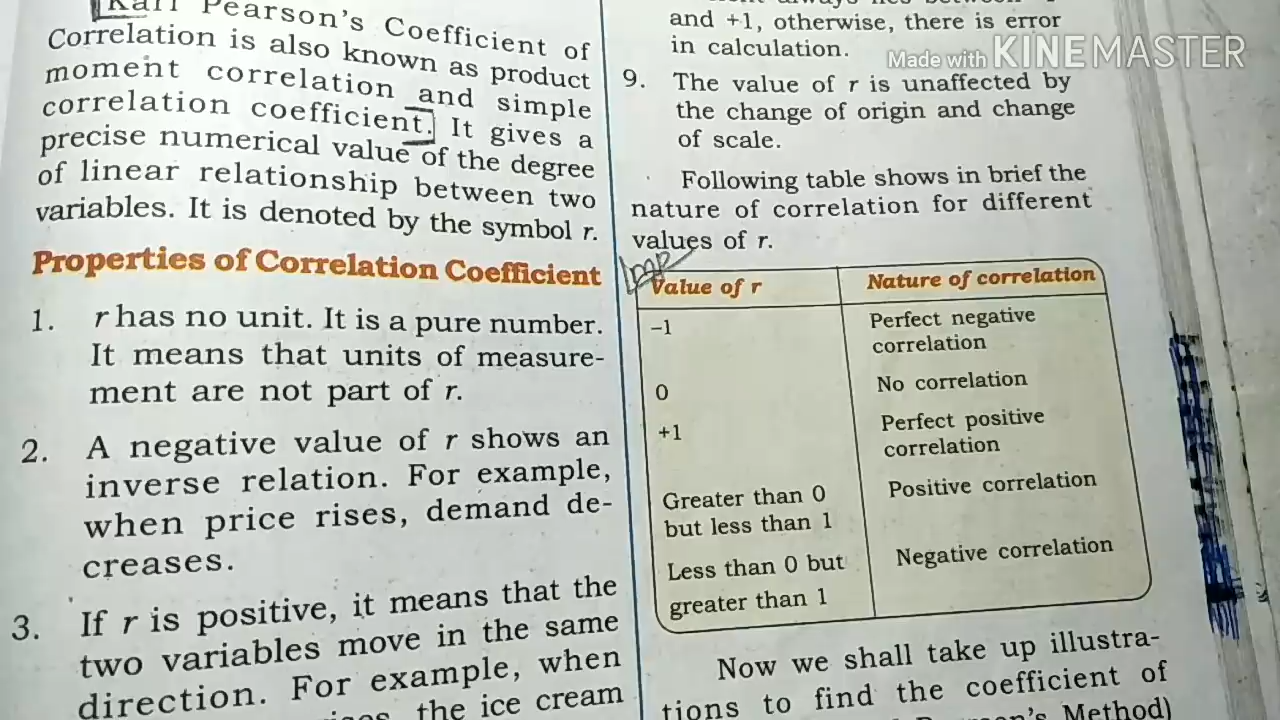 Karl Pearson's Coefficient of
Correlation is also known as product
moment correlation and simple
correlation coefficient. It gives a
precise numerical value of the degree
of linear relationship between two
variables. It is denoted by the symbol r.
Properties of Correlation Coefficient
1. r has no unit. It is a pure number.
It means that units of measure-
ment are not part of r.
2. A negative value of r shows an
inverse relation. For example,
when price rises, demand de-
creases.
3. If r is positive, it means that the
two variables move in the same
direction. For example, when
the ice cream
and +1, otherwise, there is error
in calculation.
Made with KINEMASTER
9. The value of r is unaffected by
the change of origin and change
of scale.
Following table shows in brief the
nature of correlation for different
values of r.
Imp
Value of r Nature of correlation
-1 Perfect negative
correlation
0 No correlation
+1 Perfect positive
correlation
Greater than 0 Positive correlation
but less than 1
Less than 0 but Negative correlation
greater than 1
Now we shall take up illustra-
tions to find the coefficient of
Method)